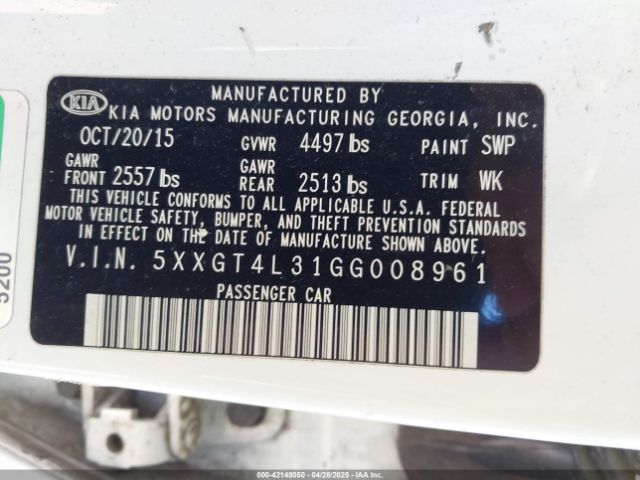 MANUFACTURED BY
KIA KIA MOTORS MANUFACTURING GEORGIA, INC.
OCT/20/15 GVWR 4497 lbs PAINT SWP
GAWR FRONT 2557 lbs GAWR REAR 2513 lbs TRIM WK
THIS VEHICLE CONFORMS TO ALL APPLICABLE U.S.A. FEDERAL
MOTOR VEHICLE SAFETY, BUMPER, AND THEFT PREVENTION STANDARDS
IN EFFECT ON THE DATE OF MANUFACTURE SHOWN ABOVE.
V.I.N. 5XXGT4L31GG008961
PASSENGER CAR
5200
000-42148050 04/28/2025 - IAAI.COM